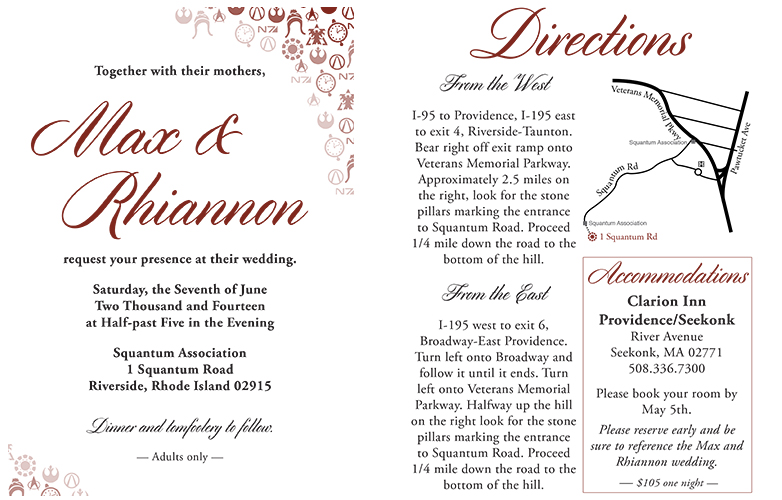 Together with their mothers,
Max &
Rhiannon
request your presence at their wedding.
Saturday, the Seventh of June
Two Thousand and Fourteen
at Half-past Five in the Evening
Squantum Association
1 Squantum Road
Riverside, Rhode Island 02915
Dinner and tomfoolery to follow.
— Adults only —
N7
N7
N7
N7
Directions
From the West
I-95 to Providence, I-195 east
to exit 4, Riverside-Taunton.
Bear right off exit ramp onto
Veterans Memorial Parkway.
Approximately 2.5 miles on
the right, look for the stone
pillars marking the entrance
to Squantum Road. Proceed
1/4 mile down the road to the
bottom of the hill.
From the East
I-195 west to exit 6,
Broadway-East Providence.
Turn left onto Broadway and
follow it until it ends. Turn
left onto Veterans Memorial
Parkway. Halfway up the hill
on the right look for the stone
pillars marking the entrance
to Squantum Road. Proceed
1/4 mile down the road to the
bottom of the hill.
Veterans Memorial Pkwy
Squantum Association
Pawtucket Ave
H
Squantum Rd
Squantum Association
1 Squantum Rd
Accommodations
Clarion Inn
Providence/Seekonk
River Avenue
Seekonk, MA 02771
508.336.7300
Please book your room by
May 5th.
Please reserve early and be
sure to reference the Max and
Rhiannon wedding.
— $105 one night —